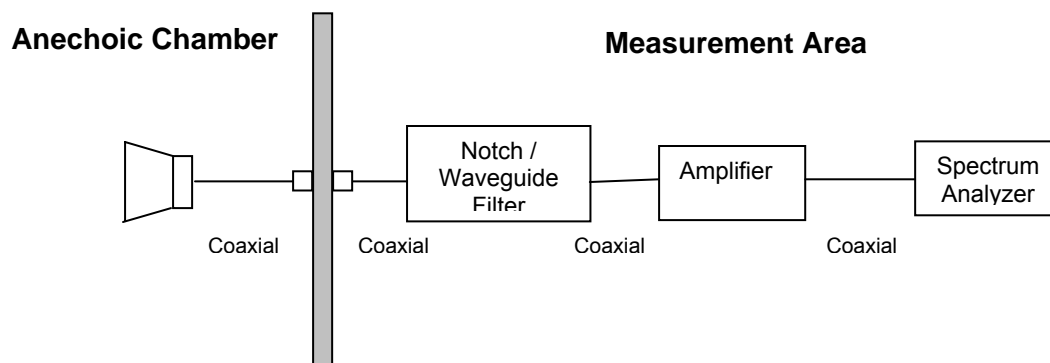 Anechoic Chamber
Measurement Area
Notch /
Waveguide
Filter
Amplifier
Spectrum
Analyzer
Coaxial
Coaxial
Coaxial
Coaxial